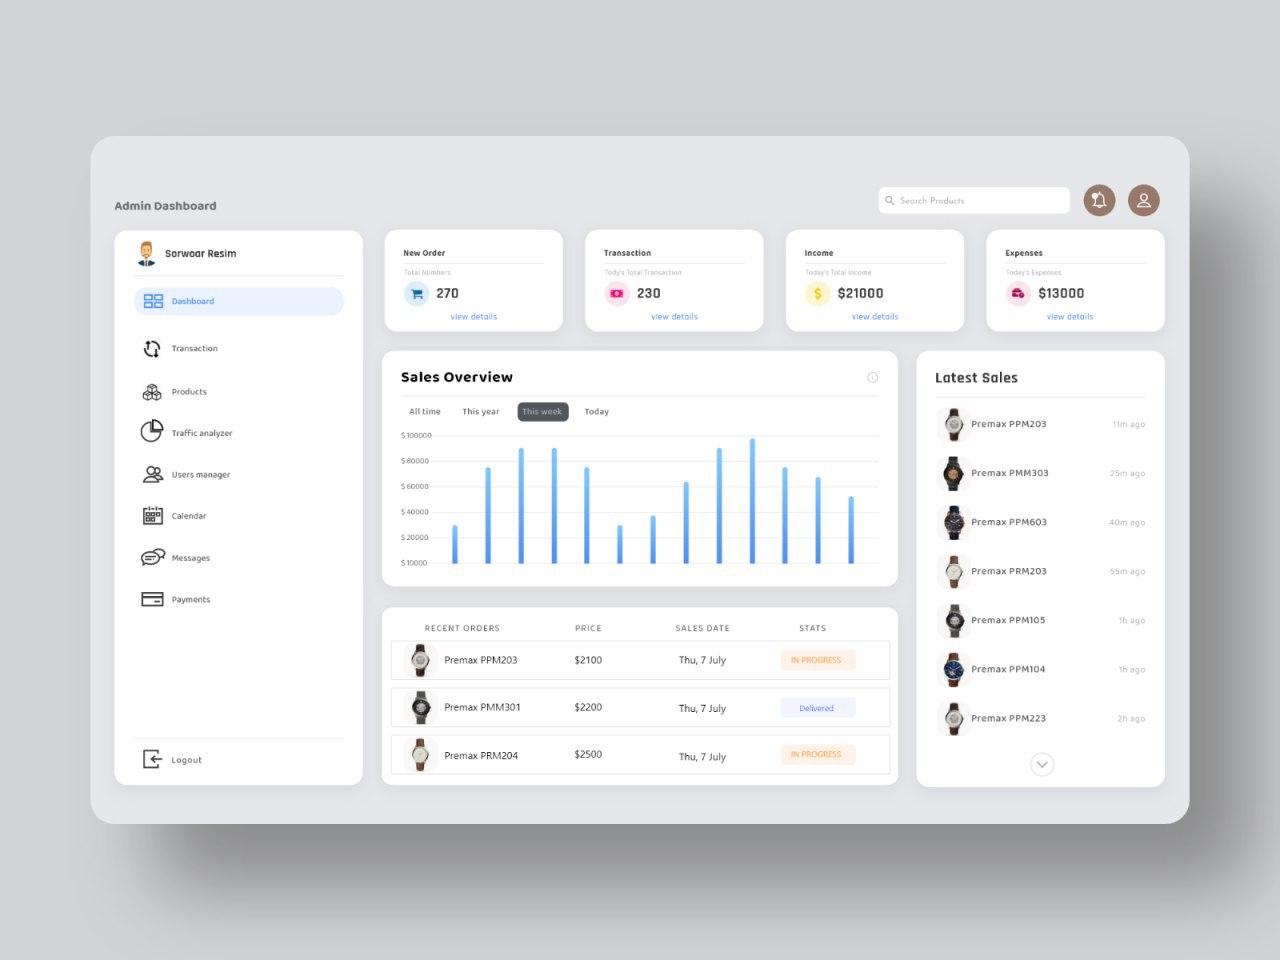 Admin Dashboard
Search Products
Sorwoar Resim
Dashboard
Transaction
Products
Traffic analyzer
Users manager
Calendar
Messages
Payments
Logout
New Order
Total Numbers
270
view details
Transaction
Tody's Total Transaction
230
view details
Income
Today's Total Income
$ $21000
view details
Expenses
Today's Expenses
$13000
view details
Sales Overview
All time This year This week Today
$100000
$80000
$60000
$40000
$20000
$10000
RECENT ORDERS PRICE SALES DATE STATS
Premax PPM203 $2100 Thu, 7 July IN PROGRESS
Premax PMM301 $2200 Thu, 7 July Delivered
Premax PRM204 $2500 Thu, 7 July IN PROGRESS
Latest Sales
Premax PPM203 11m ago
Premax PMM303 25m ago
Premax PPM603 40m ago
Premax PRM203 55m ago
Premax PPM105 1h ago
Premax PPM104 1h ago
Premax PPM223 2h ago